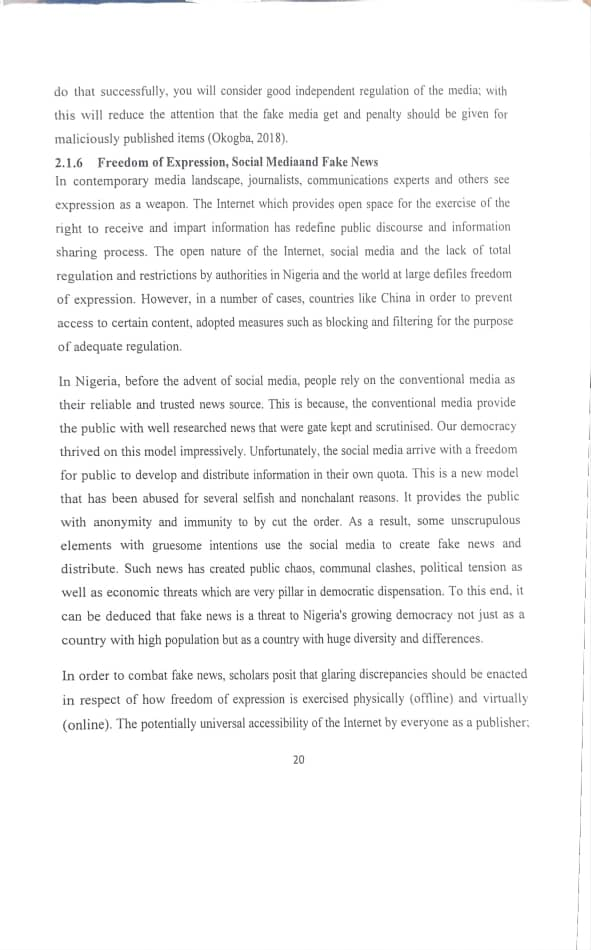 do that successfully, you will consider good independent regulation of the media; with
this will reduce the attention that the fake media get and penalty should be given for
maliciously published items (Okogba, 2018).
2.1.6 Freedom of Expression, Social Mediaand Fake News
In contemporary media landscape, journalists, communications experts and others see
expression as a weapon. The Internet which provides open space for the exercise of the
right to receive and impart information has redefine public discourse and information
sharing process. The open nature of the Internet, social media and the lack of total
regulation and restrictions by authorities in Nigeria and the world at large defiles freedom
of expression. However, in a number of cases, countries like China in order to prevent
access to certain content, adopted measures such as blocking and filtering for the purpose
of adequate regulation.
In Nigeria, before the advent of social media, people rely on the conventional media as
their reliable and trusted news source. This is because, the conventional media provide
the public with well researched news that were gate kept and scrutinised. Our democracy
thrived on this model impressively. Unfortunately, the social media arrive with a freedom
for public to develop and distribute information in their own quota. This is a new model
that has been abused for several selfish and nonchalant reasons. It provides the public
with anonymity and immunity to by cut the order. As a result, some unscrupulous
elements with gruesome intentions use the social media to create fake news and
distribute. Such news has created public chaos, communal clashes, political tension as
well as economic threats which are very pillar in democratic dispensation. To this end, it
can be deduced that fake news is a threat to Nigeria's growing democracy not just as a
country with high population but as a country with huge diversity and differences.
In order to combat fake news, scholars posit that glaring discrepancies should be enacted
in respect of how freedom of expression is exercised physically (offline) and virtually
(online). The potentially universal accessibility of the Internet by everyone as a publisher;
20